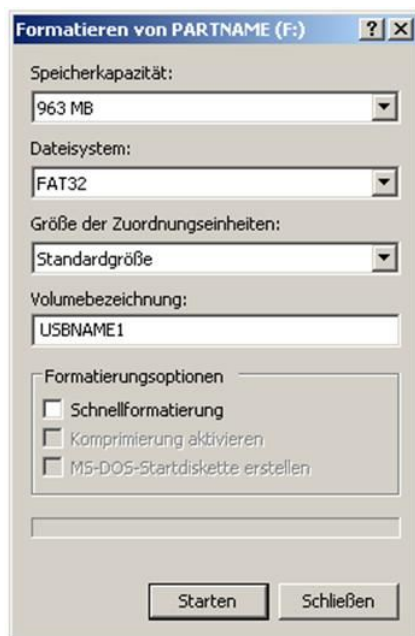 Formatieren von PARTNAME (F:)
Speicherkapazität:
963 MB
Dateisystem:
FAT32
Größe der Zuordnungseinheiten:
Standardgröße
Volumebezeichnung:
USBNAME1
Formatierungsoptionen
Schnellformatierung
Komprimierung aktivieren
MS-DOS-Startdiskette erstellen
Starten Schließen